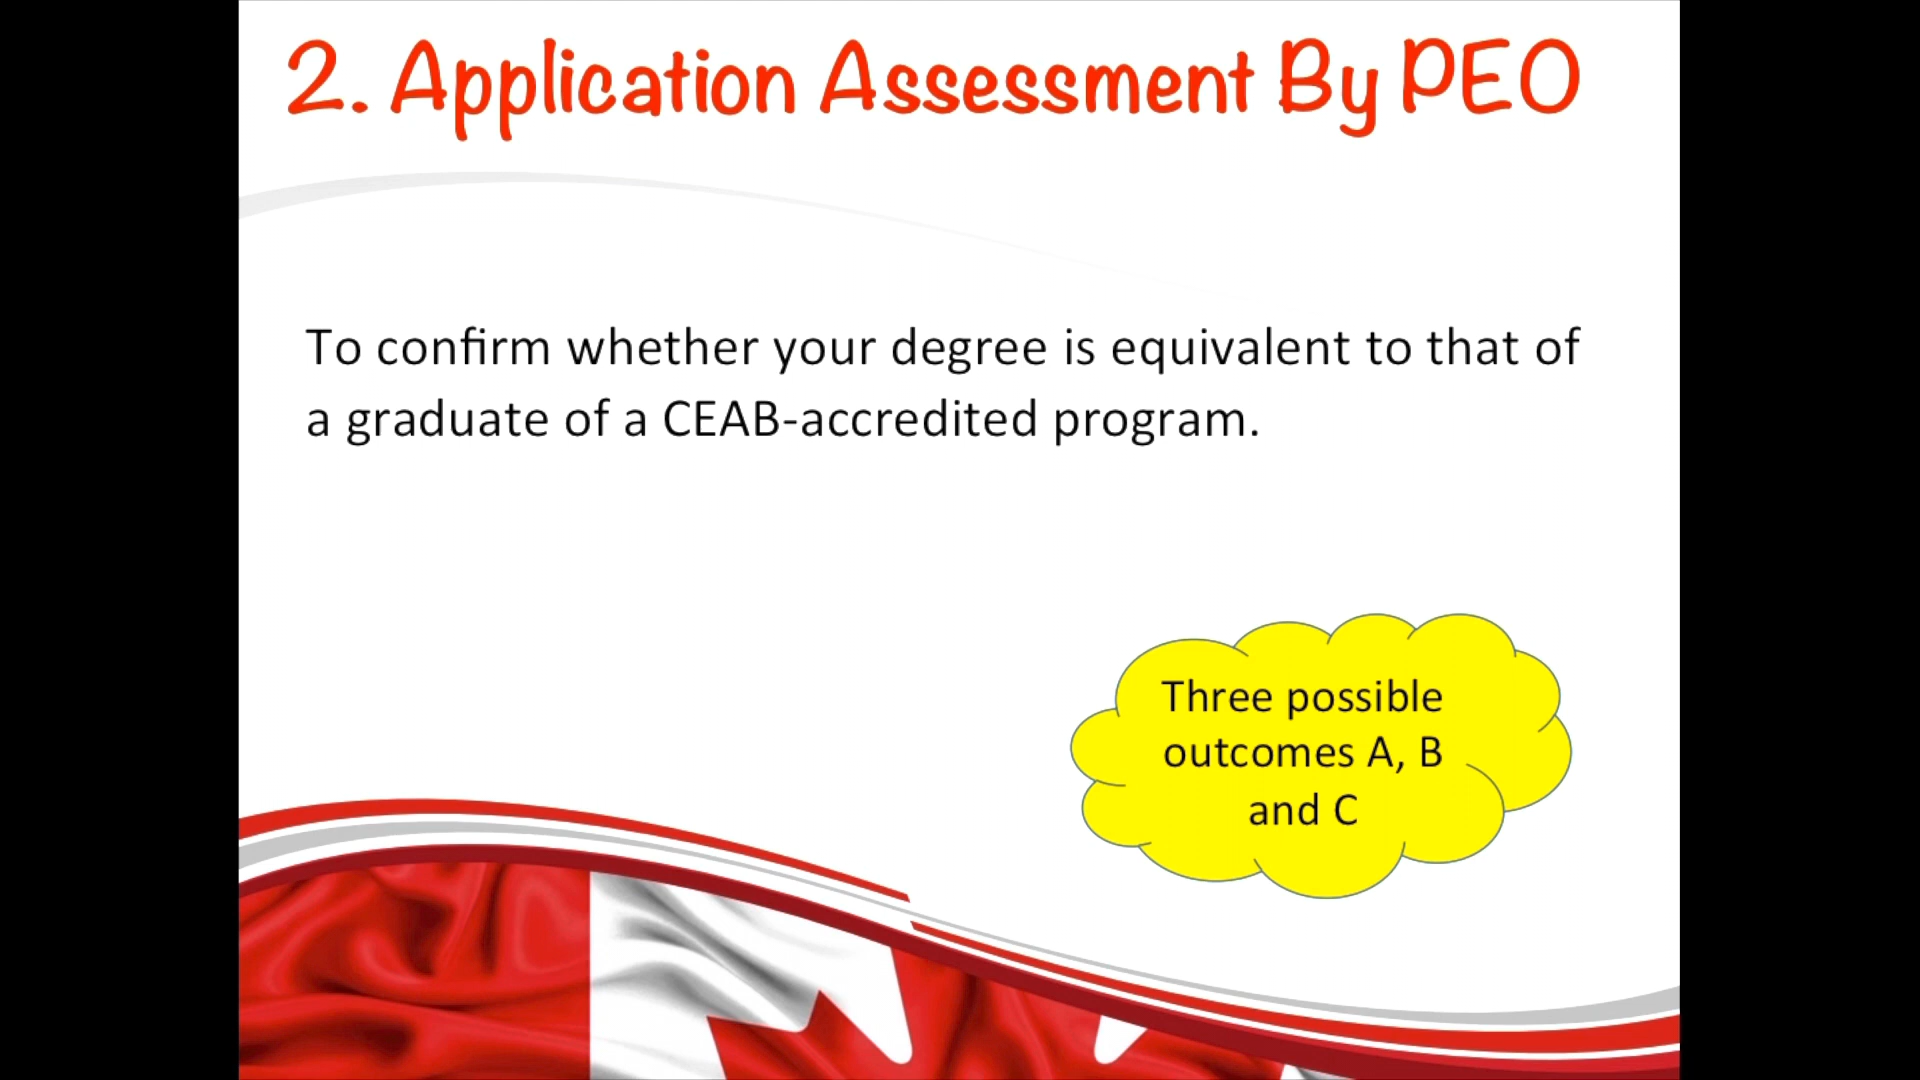 2. Application Assessment By PEO
To confirm whether your degree is equivalent to that of
a graduate of a CEAB-accredited program.
Three possible
outcomes A, B
and C